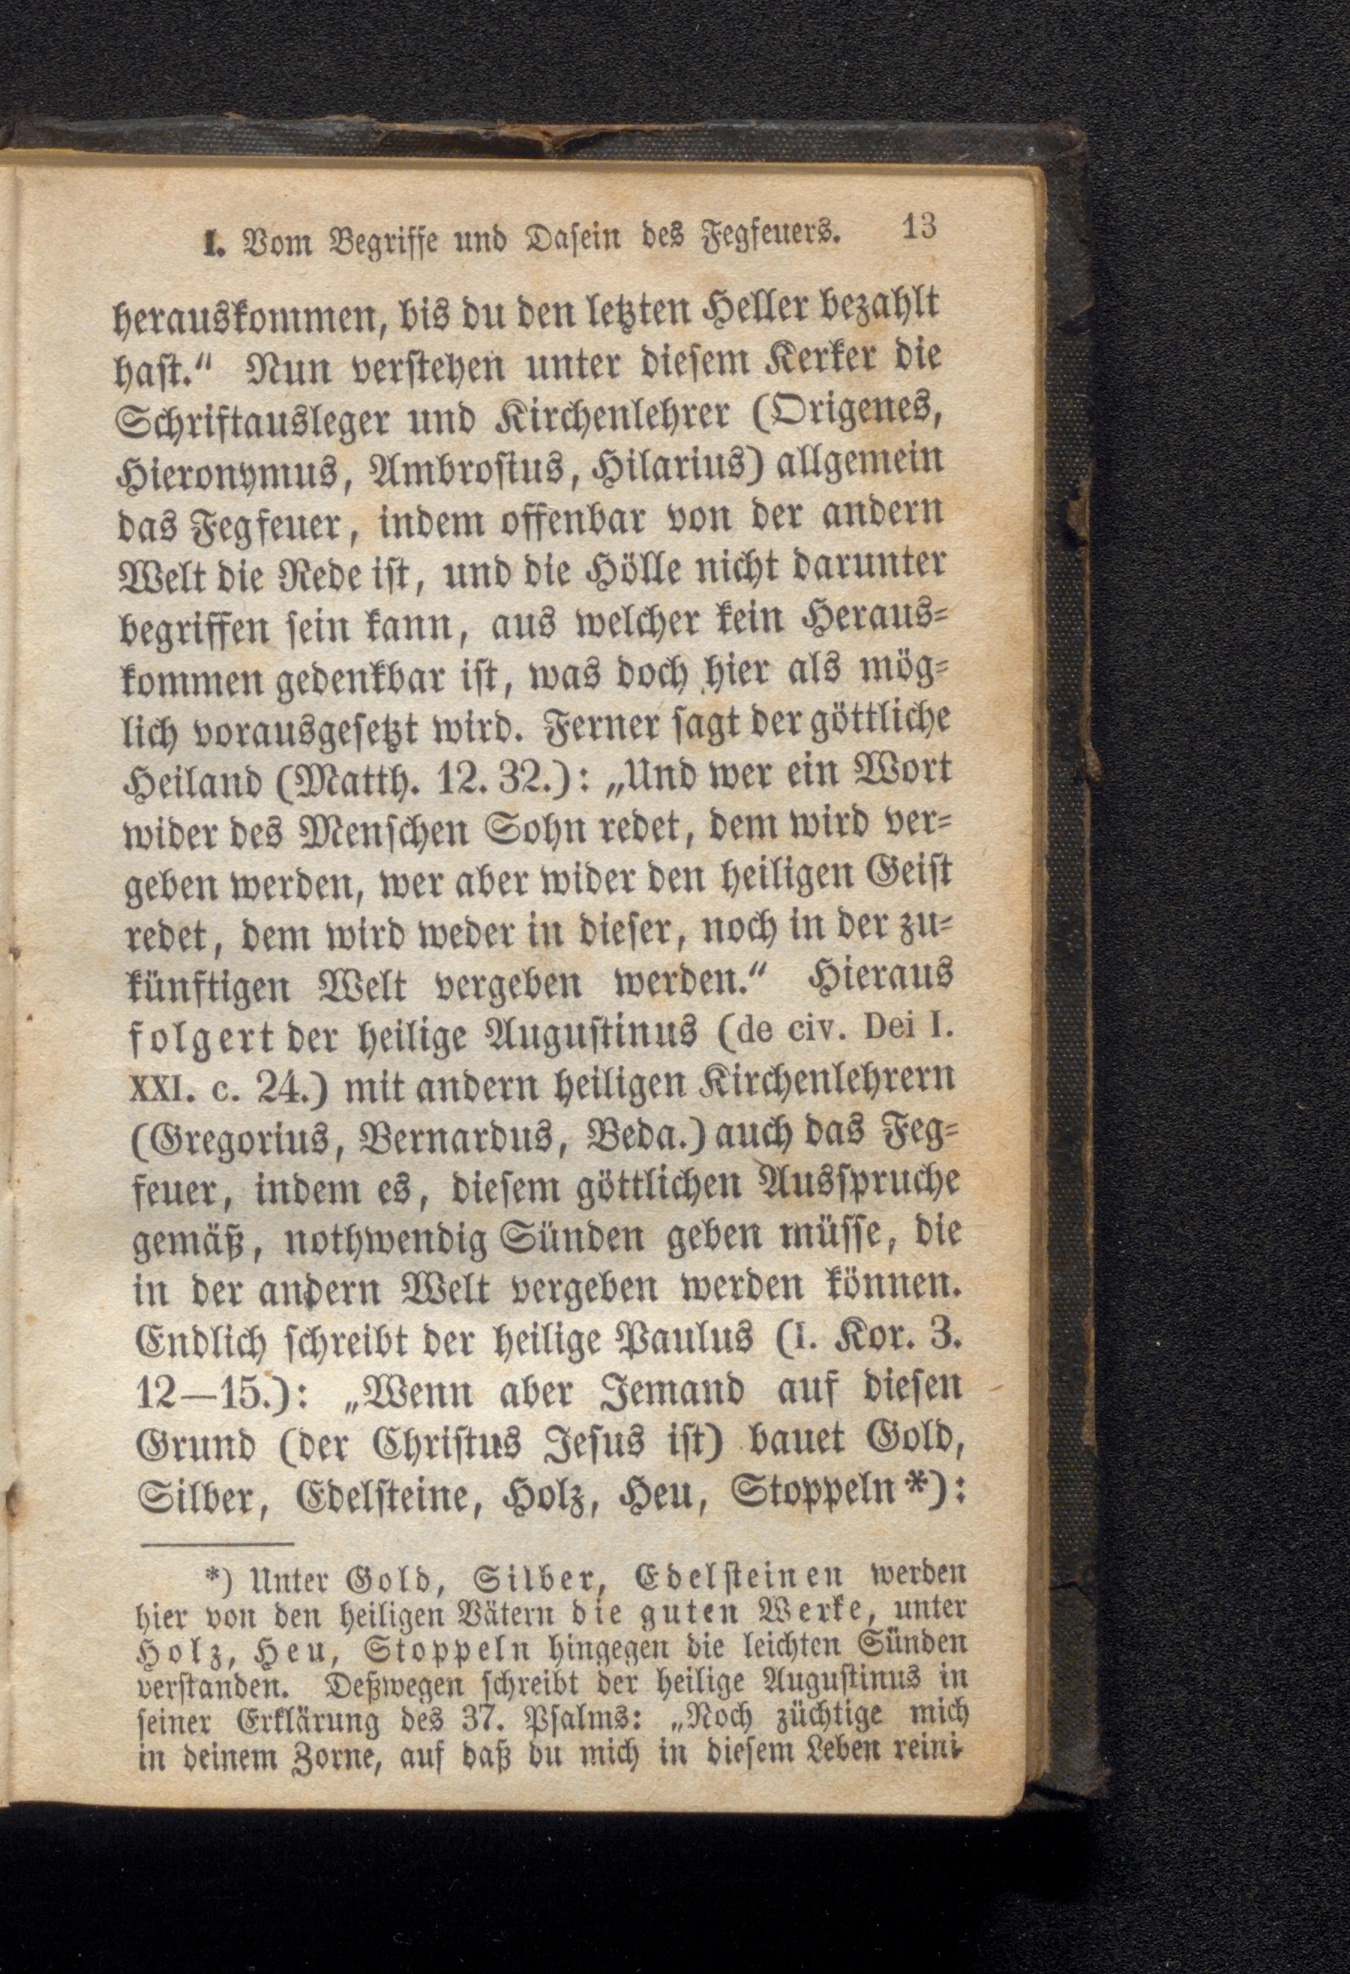 I. Vom Begriffe und Dasein des Fegfeuers. 13
herauskommen, bis du den letzten Heller bezahlt
hast.“ Nun verstehen unter diesem Kerker die
Schriftausleger und Kirchenlehrer (Origenes,
Hieronymus, Ambrosius, Hilarius) allgemein
das Fegfeuer, indem offenbar von der andern
Welt die Rede ist, und die Hölle nicht darunter
begriffen sein kann, aus welcher kein Heraus-
kommen gedenkbar ist, was doch hier als mög-
lich vorausgesetzt wird. Ferner sagt der göttliche
Heiland (Matth. 12. 32.): „Und wer ein Wort
wider des Menschen Sohn redet, dem wird ver-
geben werden, wer aber wider den heiligen Geist
redet, dem wird weder in dieser, noch in der zu-
künftigen Welt vergeben werden.“ Hieraus
folgert der heilige Augustinus (de civ. Dei I.
XXI. c. 24.) mit andern heiligen Kirchenlehrern
(Gregorius, Bernardus, Beda.) auch das Feg-
feuer, indem es, diesem göttlichen Ausspruche
gemäß, nothwendig Sünden geben müsse, die
in der andern Welt vergeben werden können.
Endlich schreibt der heilige Paulus (I. Kor. 3.
12—15.): „Wenn aber Jemand auf diesen
Grund (der Christus Jesus ist) bauet Gold,
Silber, Edelsteine, Holz, Heu, Stoppeln*):
*) Unter Gold, Silber, Edelsteinen werden
hier von den heiligen Vätern die guten Werke, unter
Holz, Heu, Stoppeln hingegen die leichten Sünden
verstanden. Deßwegen schreibt der heilige Augustinus in
seiner Erklärung des 37. Psalms: „Noch züchtige mich
in deinem Zorne, auf daß du mich in diesem Leben reini-